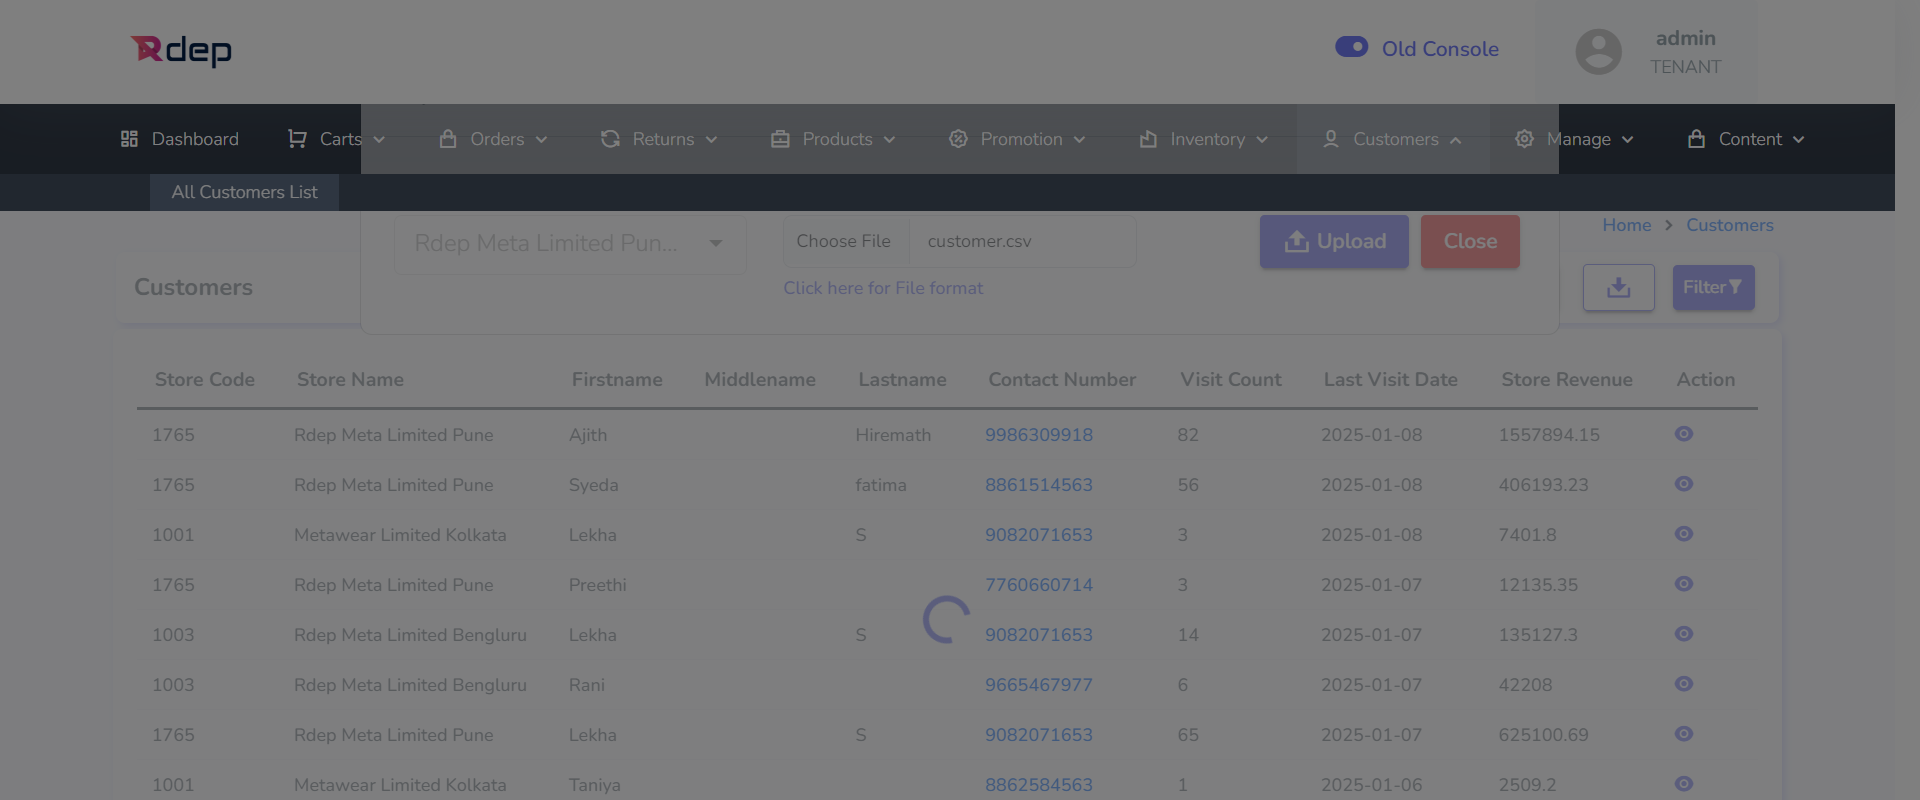 Rdep
Old Console
admin
TENANT
Dashboard Carts Orders Returns Products Promotion Inventory Customers Manage Content
All Customers List
Home > Customers
Rdep Meta Limited Pun... Choose File customer.csv Upload Close
Click here for File format
Customers
Filter
Store Code Store Name Firstname Middlename Lastname Contact Number Visit Count Last Visit Date Store Revenue Action
1765 Rdep Meta Limited Pune Ajith Hiremath 9986309918 82 2025-01-08 1557894.15
1765 Rdep Meta Limited Pune Syeda fatima 8861514563 56 2025-01-08 406193.23
1001 Metawear Limited Kolkata Lekha S 9082071653 3 2025-01-08 7401.8
1765 Rdep Meta Limited Pune Preethi 7760660714 3 2025-01-07 12135.35
1003 Rdep Meta Limited Bengluru Lekha S 9082071653 14 2025-01-07 135127.3
1003 Rdep Meta Limited Bengluru Rani 9665467977 6 2025-01-07 42208
1765 Rdep Meta Limited Pune Lekha S 9082071653 65 2025-01-07 625100.69
1001 Metawear Limited Kolkata Taniya 8862584563 1 2025-01-06 2509.2